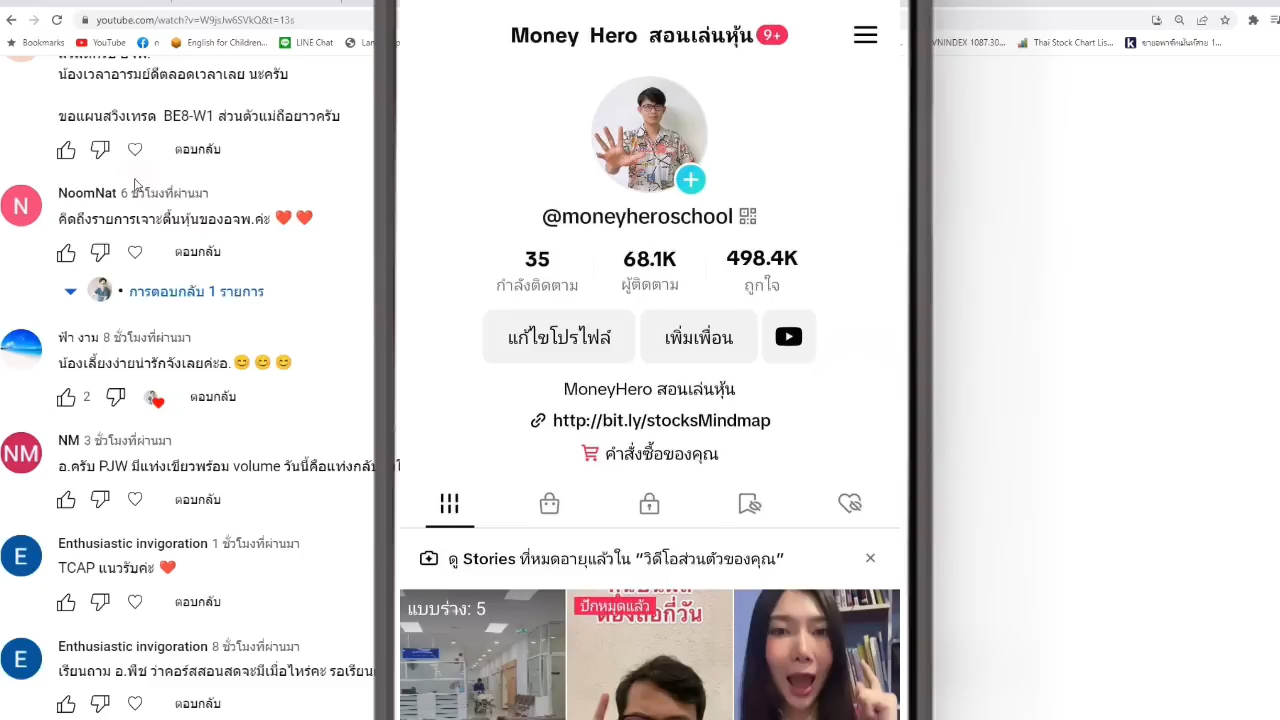 youtube.com/watch?v=W9jsJw6SVkQ&t=13s
Bookmarks YouTube English for Children... LINE Chat VNINDEX 1087.30... Thai Stock Chart Lis...
น้องเวลาอารมย์ดีตลอดเวลาเลย นะครับ
ขอแผนสวิงเทรด BE8-W1 ส่วนตัวแม่ถือยาวครับ
ตอบกลับ
NoomNat 6 ชั่วโมงที่ผ่านมา
คิดถึงรายการเจาะตื้นหุ้นของอจพ.ค่ะ ❤️ ❤️
ตอบกลับ
• การตอบกลับ 1 รายการ
ฟ้า งาม 8 ชั่วโมงที่ผ่านมา
น้องเลี้ยงง่ายน่ารักจังเลยค่ะอ.😊 😊 😊
2 ตอบกลับ
NM
NM 3 ชั่วโมงที่ผ่านมา
อ.ครับ PJW มีแท่งเขียวพร้อม volume วันนี้คือแท่งกลับ
ตอบกลับ
E
Enthusiastic invigoration 1 ชั่วโมงที่ผ่านมา
TCAP แนวรับค่ะ ❤️
ตอบกลับ
E
Enthusiastic invigoration 8 ชั่วโมงที่ผ่านมา
เรียนถาม อ.พีช ว่าคอร์สสอนสดจะมีเมื่อไหร่คะ รอเรียน
ตอบกลับ
Money Hero สอนเล่นหุ้น 9+
@moneyheroschool
35 68.1K 498.4K
กำลังติดตาม ผู้ติดตาม ถูกใจ
แก้ไขโปรไฟล์ เพิ่มเพื่อน
MoneyHero สอนเล่นหุ้น
http://bit.ly/stocksMindmap
คำสั่งซื้อของคุณ
ดู Stories ที่หมดอายุแล้วใน “วิดีโอส่วนตัวของคุณ” ×
แบบร่าง: 5
ปักหมุดแล้ว
ต้องถือกี่วัน